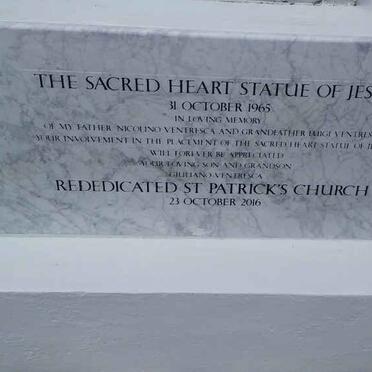 THE SACRED HEART STATUE OF JES
31 OCTOBER 1965
IN LOVING MEMORY
OF MY FATHER NICOLINO VENTRESCA AND GRANDFATHER LUIGI VENTRES
YOUR INVOLVEMENT IN THE PLACEMENT OF THE SACRED HEART STATUE OF JE
WILL FOREVER BE APPRECIATED
YOUR LOVING SON AND GRANDSON
GIULIANO VENTRESCA
REDEDICATED ST PATRICK'S CHURCH
23 OCTOBER 2016